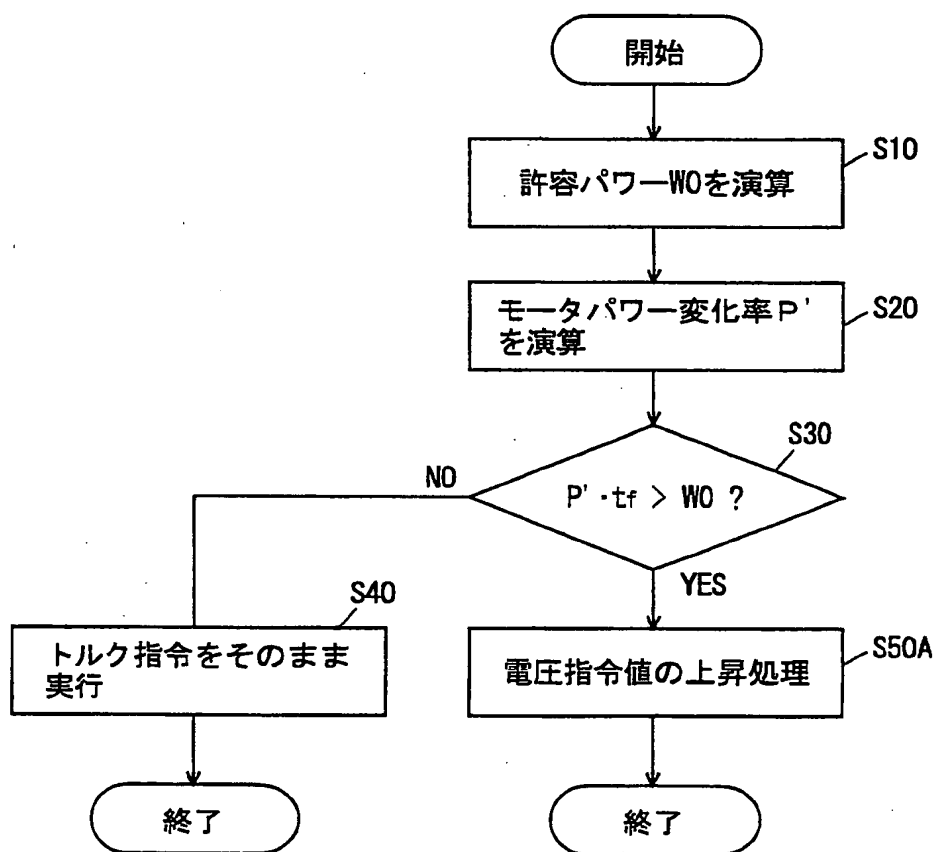 開始
S10
許容パワーW0を演算
S20
モータパワー変化率P'
を演算
S30
P'・tf > W0 ?
NO
YES
S40
トルク指令をそのまま
実行
S50A
電圧指令値の上昇処理
終了
終了